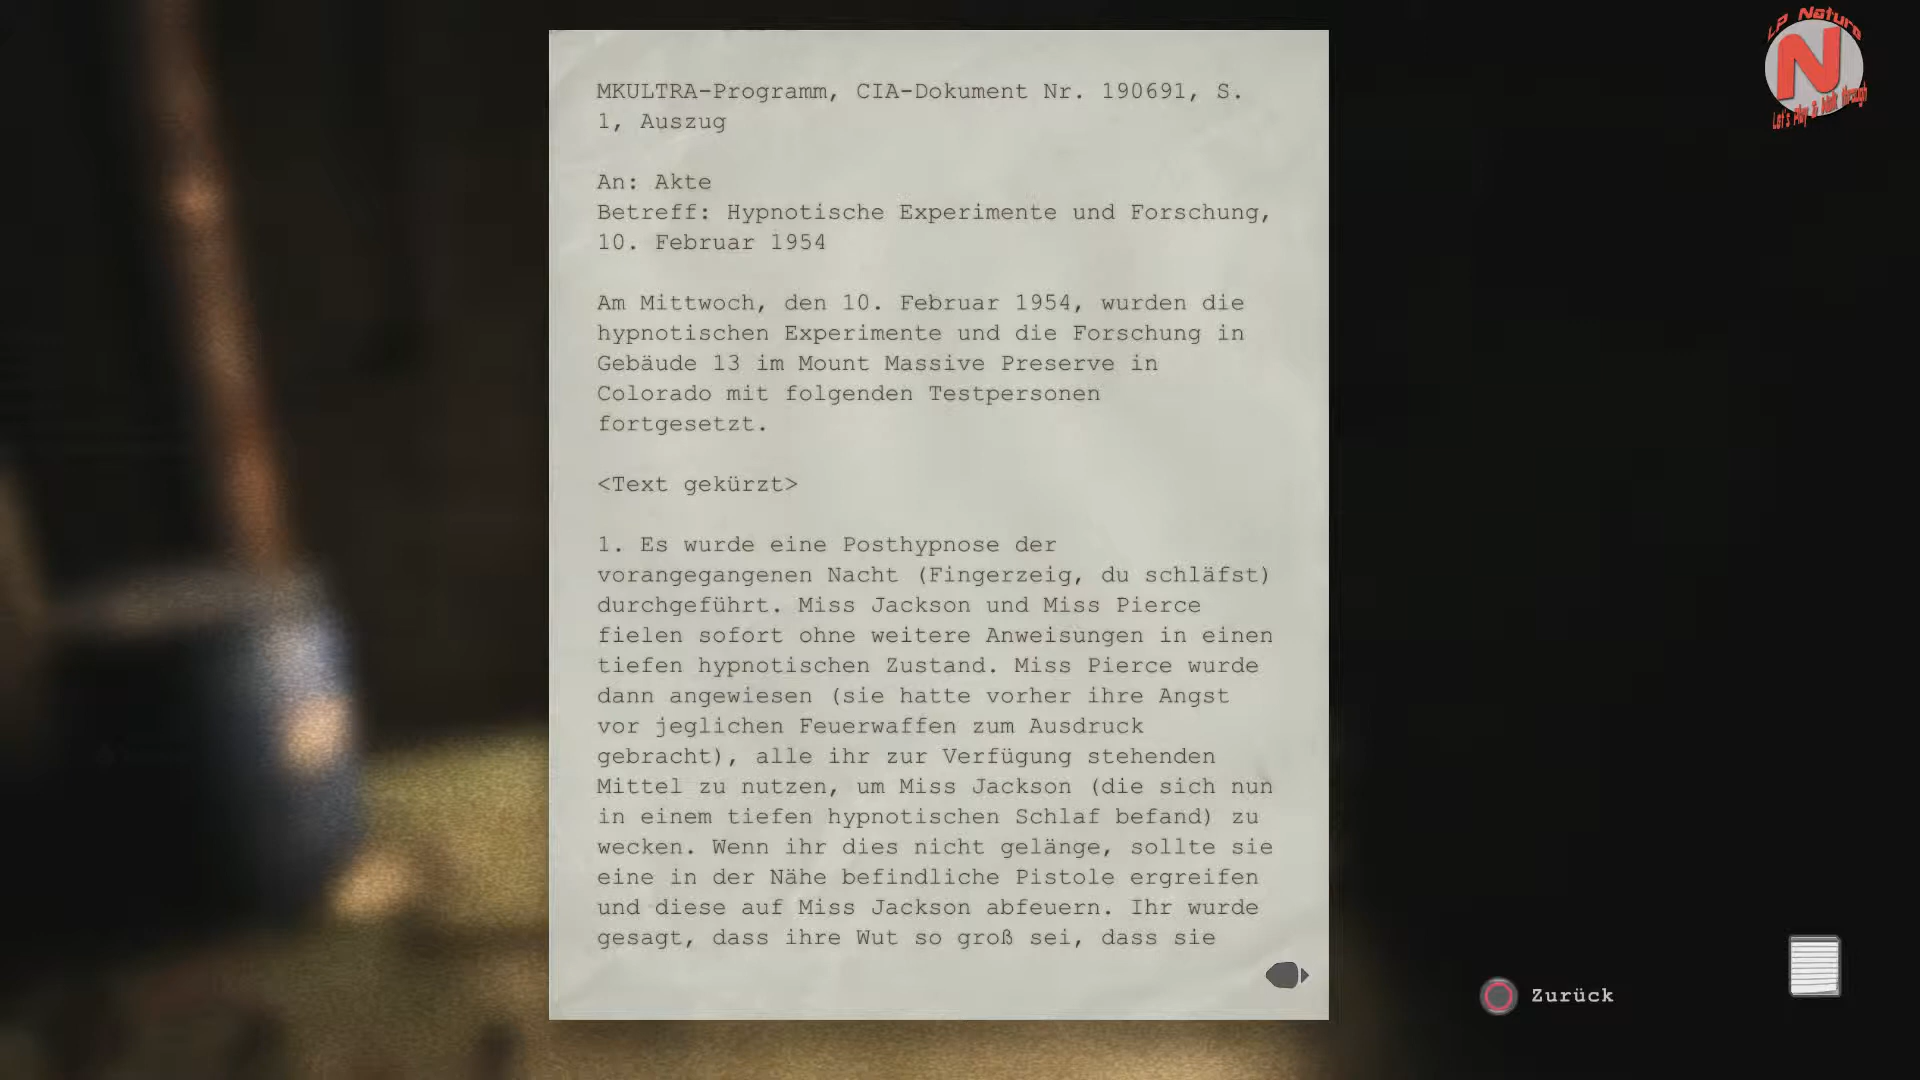 MKULTRA-Programm, CIA-Dokument Nr. 190691, S.
1, Auszug
An: Akte
Betreff: Hypnotische Experimente und Forschung,
10. Februar 1954
Am Mittwoch, den 10. Februar 1954, wurden die
hypnotischen Experimente und die Forschung in
Gebäude 13 im Mount Massive Preserve in
Colorado mit folgenden Testpersonen
fortgesetzt.
<Text gekürzt>
1. Es wurde eine Posthypnose der
vorangegangenen Nacht (Fingerzeig, du schläfst)
durchgeführt. Miss Jackson und Miss Pierce
fielen sofort ohne weitere Anweisungen in einen
tiefen hypnotischen Zustand. Miss Pierce wurde
dann angewiesen (sie hatte vorher ihre Angst
vor jeglichen Feuerwaffen zum Ausdruck
gebracht), alle ihr zur Verfügung stehenden
Mittel zu nutzen, um Miss Jackson (die sich nun
in einem tiefen hypnotischen Schlaf befand) zu
wecken. Wenn ihr dies nicht gelänge, sollte sie
eine in der Nähe befindliche Pistole ergreifen
und diese auf Miss Jackson abfeuern. Ihr wurde
gesagt, dass ihre Wut so groß sei, dass sie
Zurück
LP Nature
N
Let's Play & Walk through